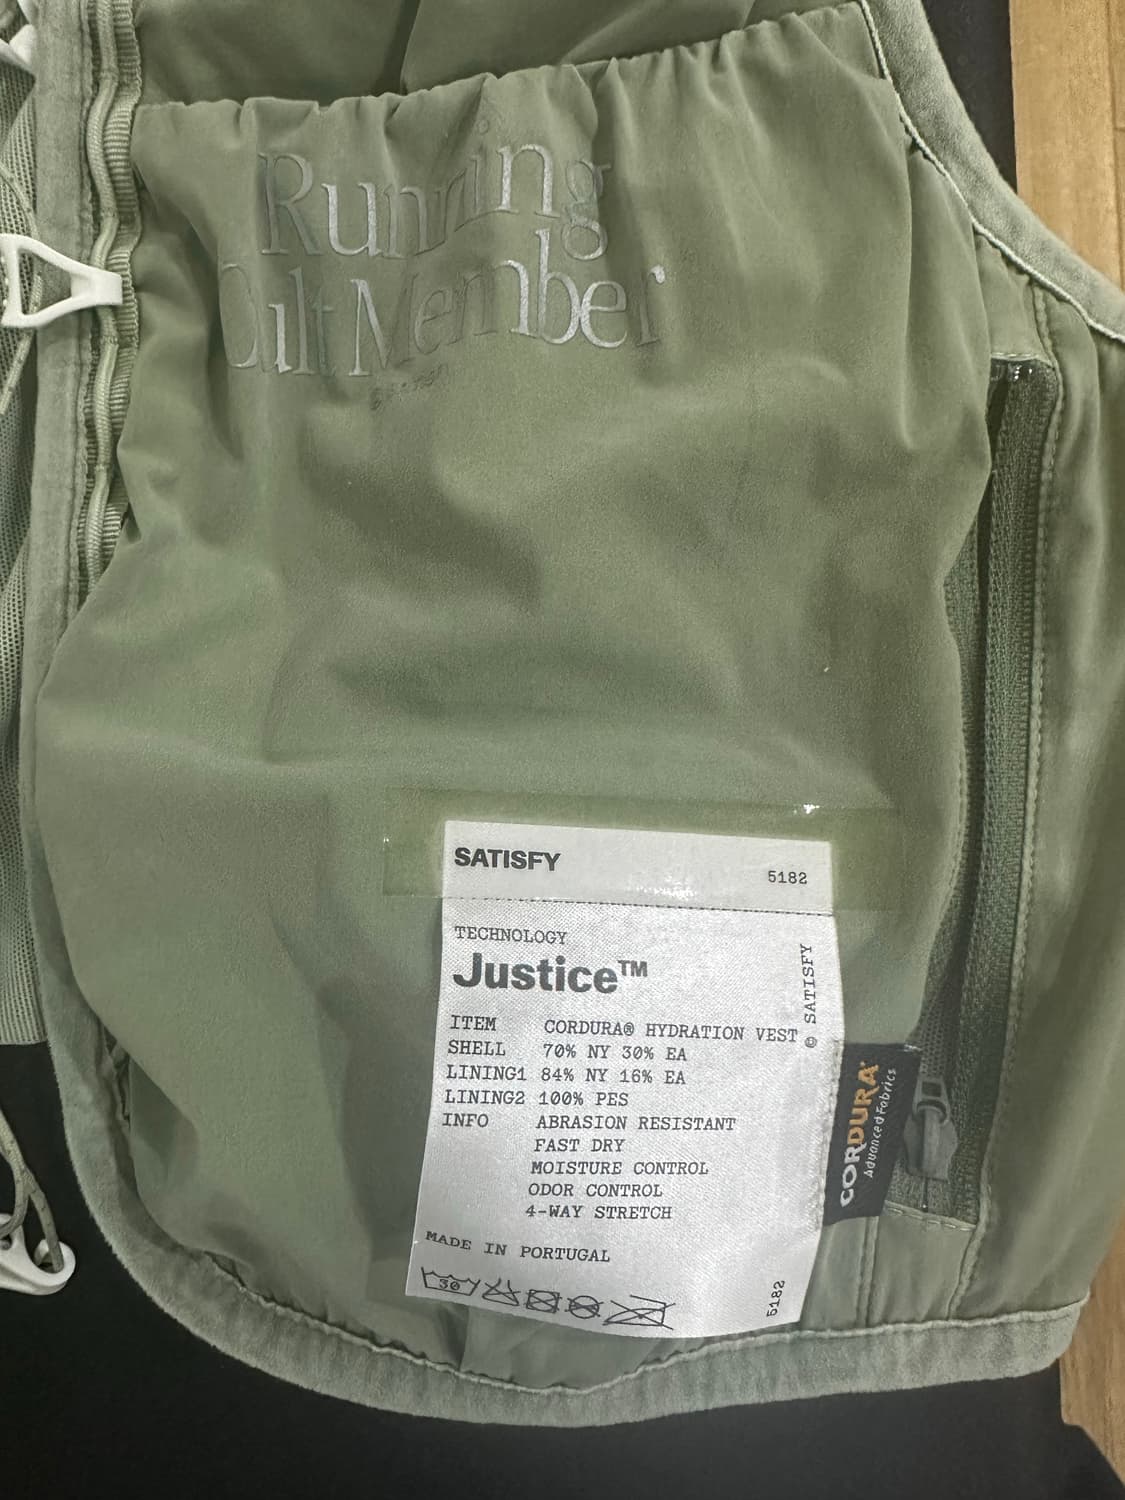 Running
Cult Member
SATISFY 5182
TECHNOLOGY
Justice™
ITEM CORDURA® HYDRATION VEST
SHELL 70% NY 30% EA
LINING1 84% NY 16% EA
LINING2 100% PES
INFO ABRASION RESISTANT
FAST DRY
MOISTURE CONTROL
ODOR CONTROL
4-WAY STRETCH
MADE IN PORTUGAL
30
© SATISFY
5182
CORDURA®
Advanced Fabrics